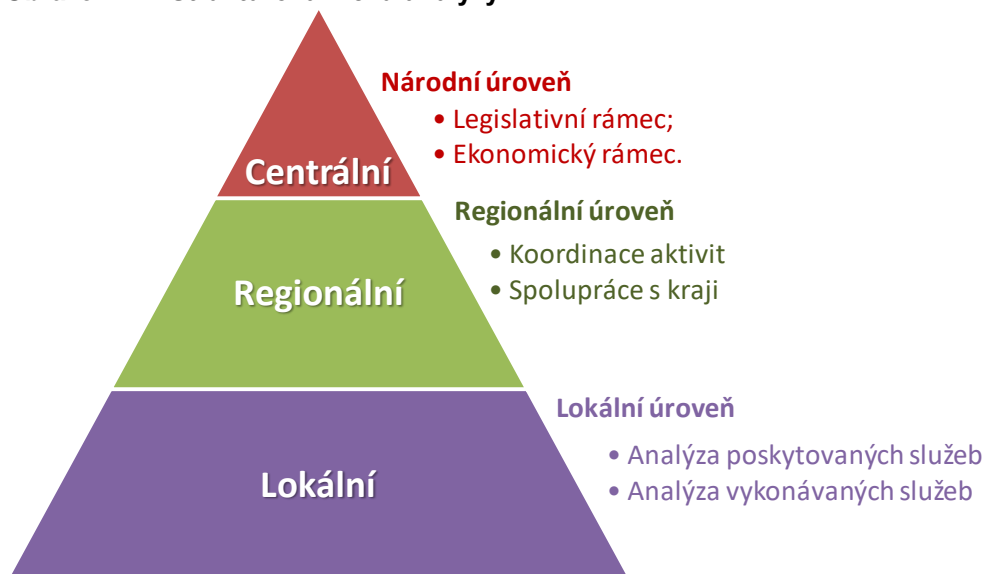 Národní úroveň
• Legislativní rámec;
• Ekonomický rámec.
Centrální
Regionální úroveň
• Koordinace aktivit
• Spolupráce s kraji
Regionální
Lokální úroveň
• Analýza poskytovaných služeb
• Analýza vykonávaných služeb
Lokální